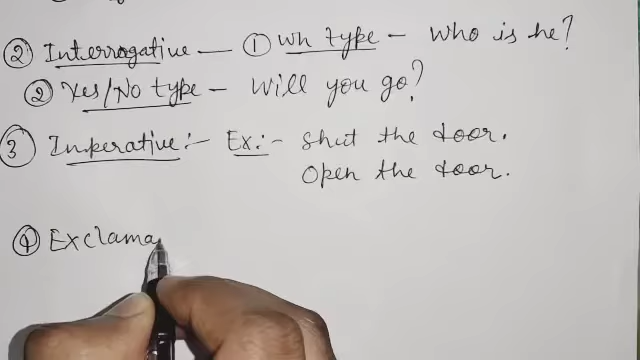 ② Interrogative — ① Wh type - Who is he?
② Yes/No type - Will you go?
③ Imperative :- Ex:- Shut the door.
Open the door.
④ Exclama